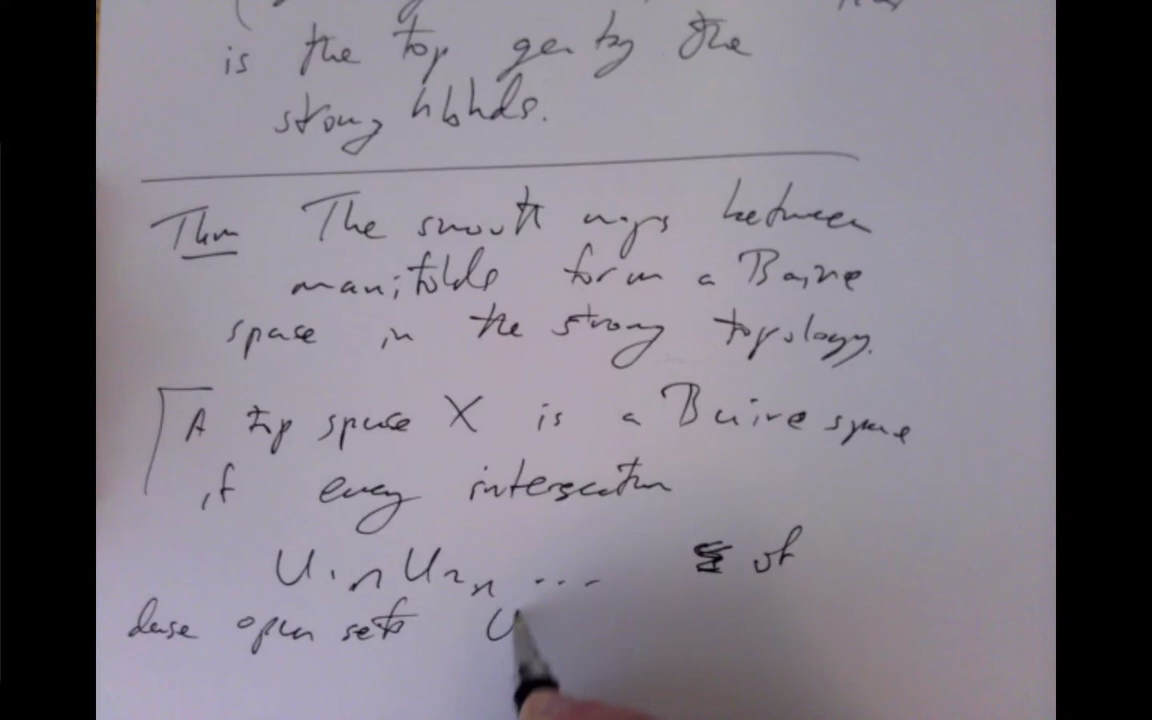 is the top gen by the
strong nbhds.
Thm The smooth maps between
manifolds form a Baire
space in the strong topology.
A top space X is a Baire space
if every intersection
U₁ ∩ U₂ ∩ ... of
dense open sets U